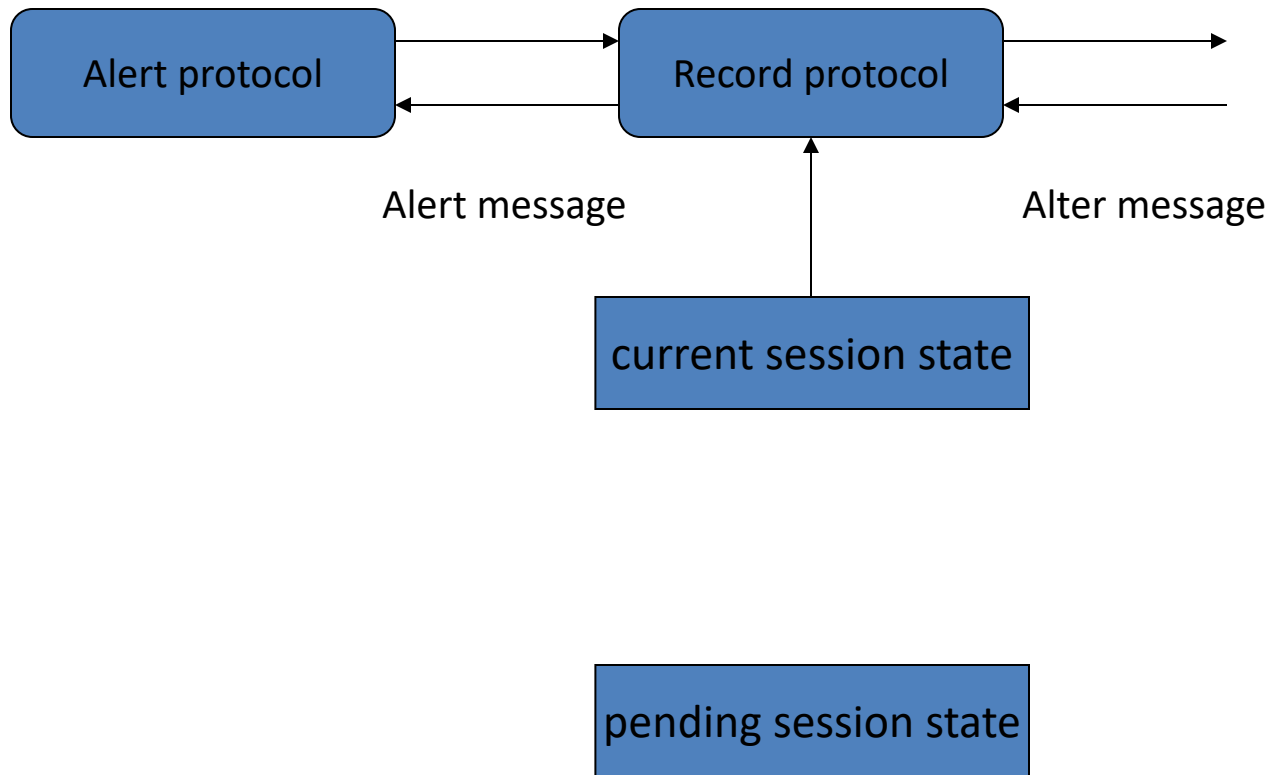 Alert protocol
Record protocol
Alert message
Alter message
current session state
pending session state